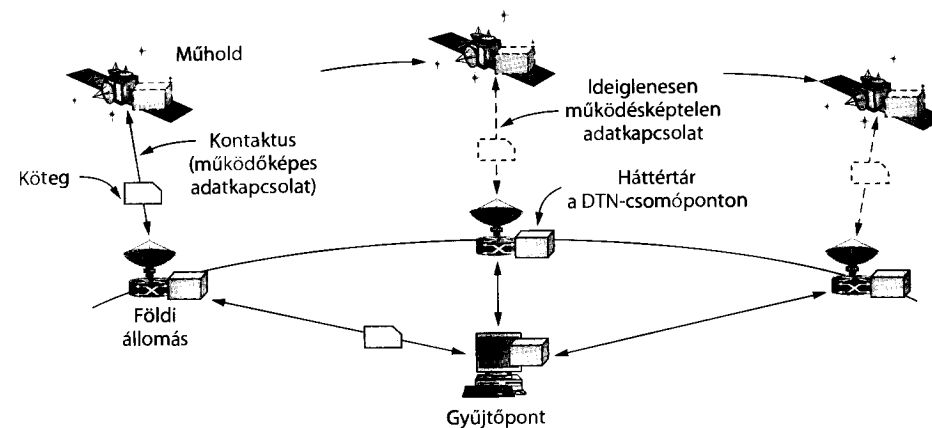 Műhold
Ideiglenesen
működésképtelen
adatkapcsolat
Kontaktus
(működőképes
adatkapcsolat)
Köteg
Háttértár
a DTN-csomóponton
Földi
állomás
Gyűjtőpont